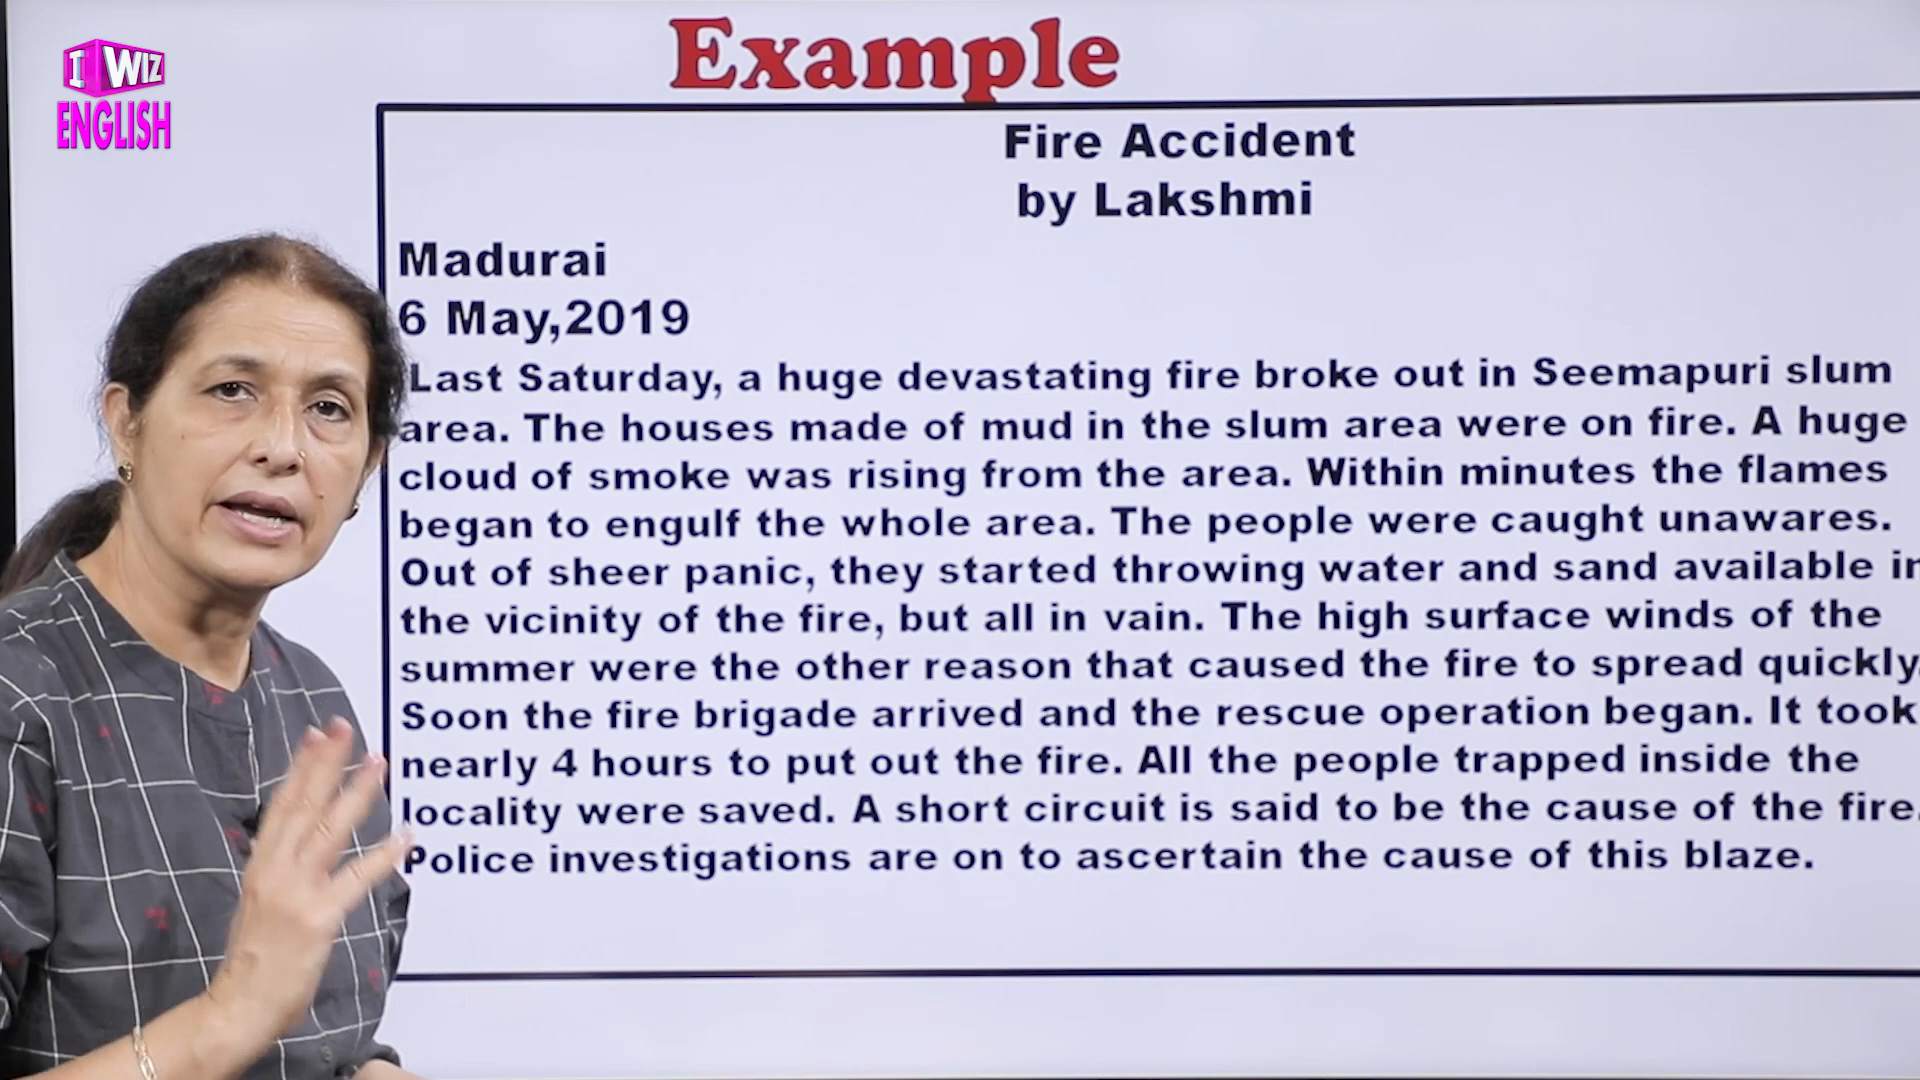 I WIZ
ENGLISH
Example
Fire Accident
by Lakshmi
Madurai
6 May,2019
Last Saturday, a huge devastating fire broke out in Seemapuri slum
area. The houses made of mud in the slum area were on fire. A huge
cloud of smoke was rising from the area. Within minutes the flames
began to engulf the whole area. The people were caught unawares.
Out of sheer panic, they started throwing water and sand available in
the vicinity of the fire, but all in vain. The high surface winds of the
summer were the other reason that caused the fire to spread quickly.
Soon the fire brigade arrived and the rescue operation began. It took
nearly 4 hours to put out the fire. All the people trapped inside the
locality were saved. A short circuit is said to be the cause of the fire.
Police investigations are on to ascertain the cause of this blaze.